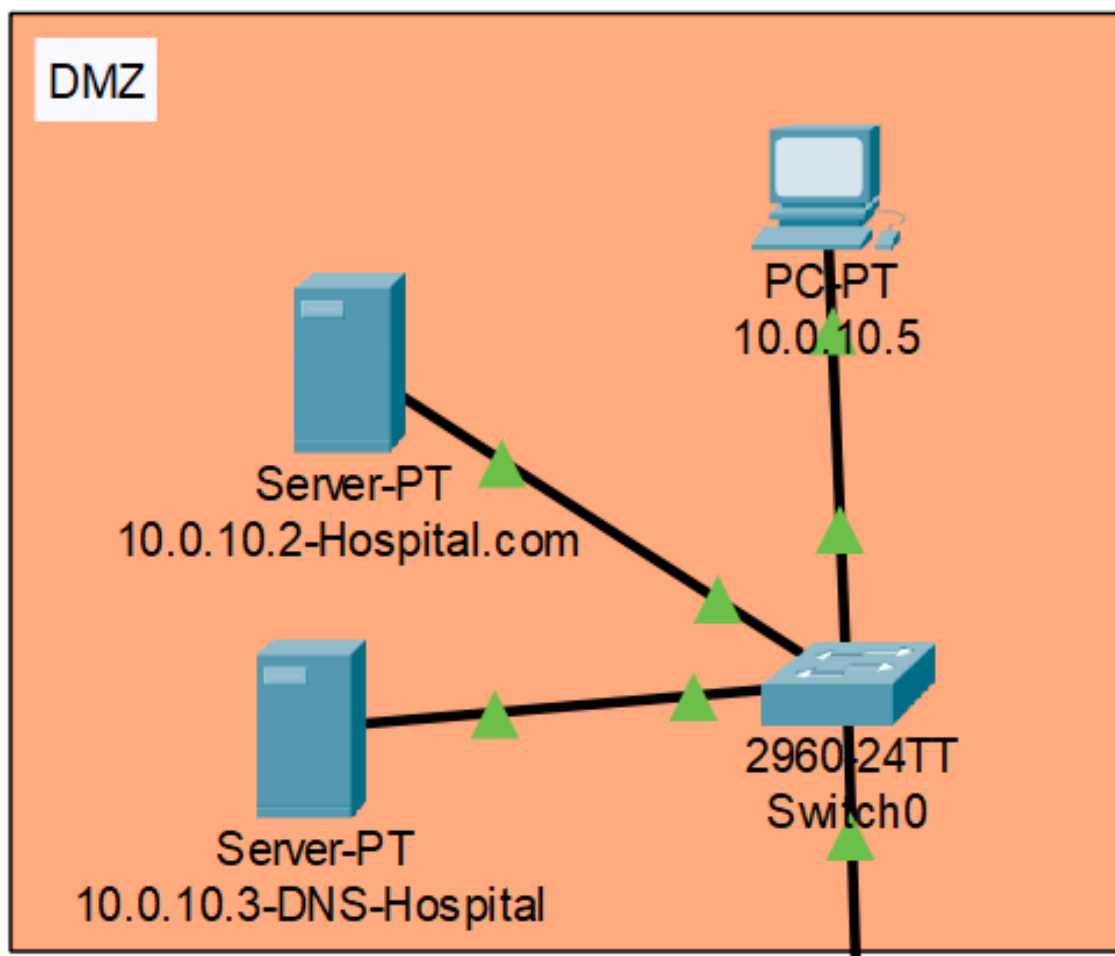 DMZ
PC-PT
10.0.10.5
Server-PT
10.0.10.2-Hospital.com
2960-24TT
Switch0
Server-PT
10.0.10.3-DNS-Hospital